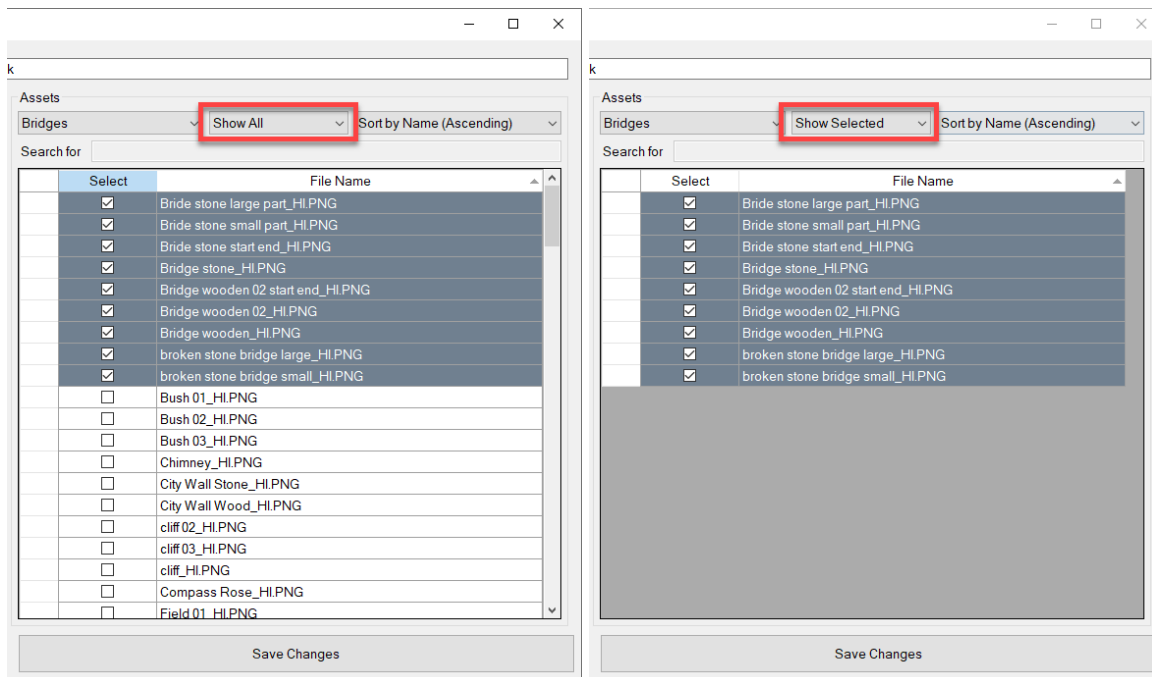 k
Assets
Bridges Show All Sort by Name (Ascending)
Search for
Select File Name
Bride stone large part_HI.PNG
Bride stone small part_HI.PNG
Bride stone start end_HI.PNG
Bridge stone_HI.PNG
Bridge wooden 02 start end_HI.PNG
Bridge wooden 02_HI.PNG
Bridge wooden_HI.PNG
broken stone bridge large_HI.PNG
broken stone bridge small_HI.PNG
Bush 01_HI.PNG
Bush 02_HI.PNG
Bush 03_HI.PNG
Chimney_HI.PNG
City Wall Stone_HI.PNG
City Wall Wood_HI.PNG
cliff 02_HI.PNG
cliff 03_HI.PNG
cliff_HI.PNG
Compass Rose_HI.PNG
Field 01_HI.PNG
Save Changes
k
Assets
Bridges Show Selected Sort by Name (Ascending)
Search for
Select File Name
Bride stone large part_HI.PNG
Bride stone small part_HI.PNG
Bride stone start end_HI.PNG
Bridge stone_HI.PNG
Bridge wooden 02 start end_HI.PNG
Bridge wooden 02_HI.PNG
Bridge wooden_HI.PNG
broken stone bridge large_HI.PNG
broken stone bridge small_HI.PNG
Save Changes